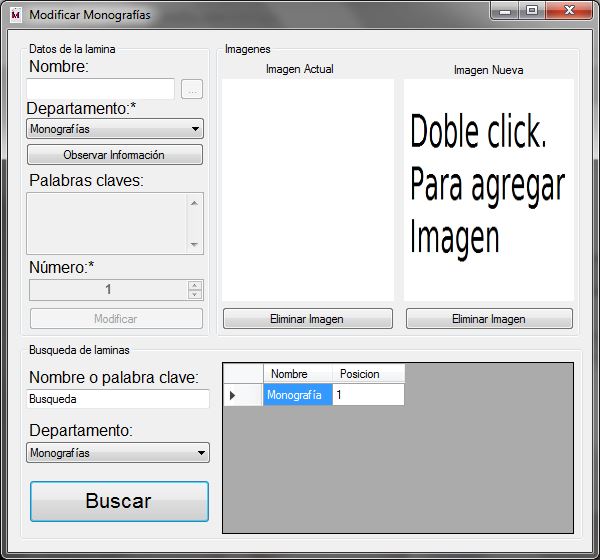 Modificar Monografías
Datos de la lamina
Nombre:
...
Departamento:*
Monografías
Observar Información
Palabras claves:
Número:*
1
Modificar
Imagenes
Imagen Actual
Imagen Nueva
Doble click.
Para agregar
Imagen
Eliminar Imagen
Eliminar Imagen
Busqueda de laminas
Nombre o palabra clave:
Busqueda
Departamento:
Monografías
Buscar
Nombre Posicion
Monografía 1